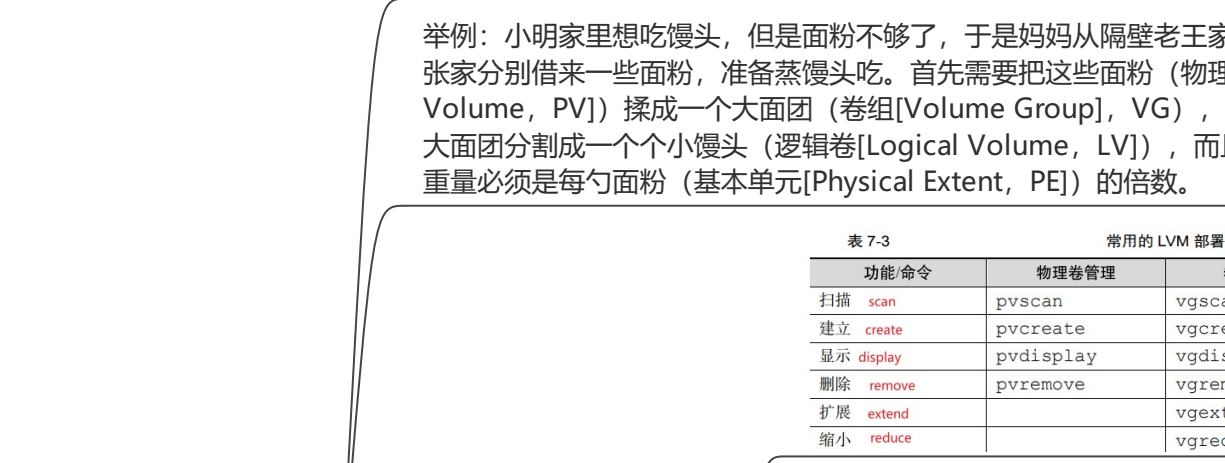 举例：小明家里想吃馒头，但是面粉不够了，于是妈妈从隔壁老王家
张家分别借来一些面粉，准备蒸馒头吃。首先需要把这些面粉（物理
Volume，PV]）揉成一个大面团（卷组[Volume Group]，VG），
大面团分割成一个个小馒头（逻辑卷[Logical Volume，LV]），而且
重量必须是每勺面粉（基本单元[Physical Extent，PE]）的倍数。
表 7-3 常用的 LVM 部署
功能/命令 物理卷管理
扫描 scan pvscan vgsca
建立 create pvcreate vgcre
显示 display pvdisplay vgdis
删除 remove pvremove vgrem
扩展 extend vgext
缩小 reduce vgred